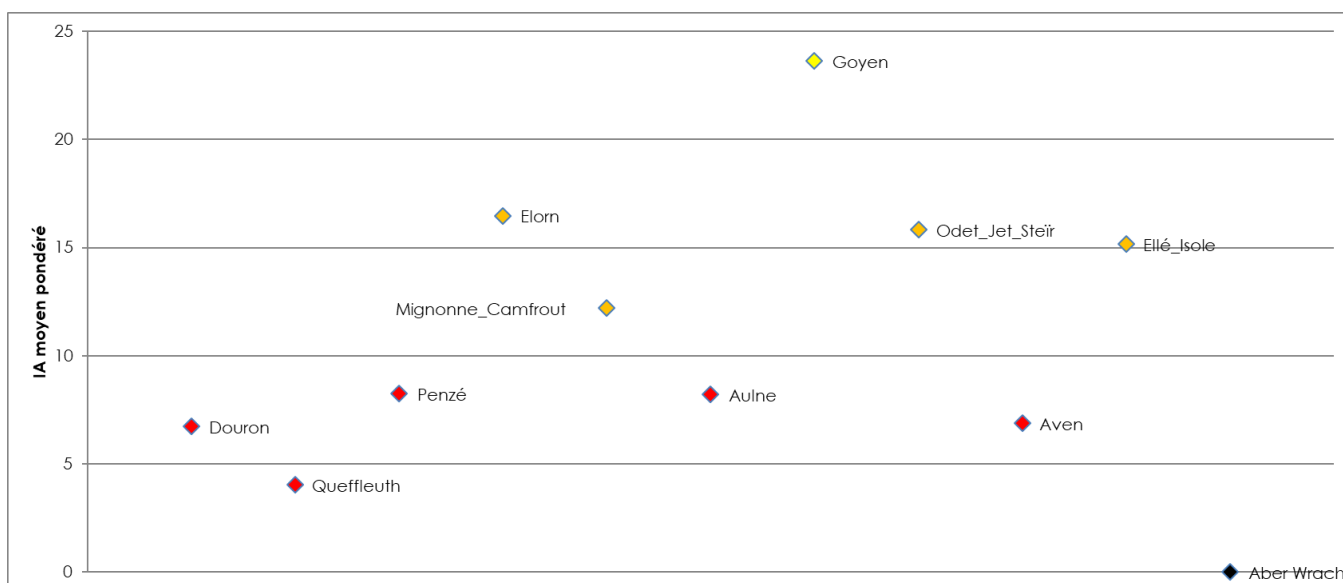 IA moyen pondéré
25
20
15
10
5
0
Goyen
Elorn
Odet_Jet_Steïr
Ellé_Isole
Mignonne_Camfrout
Penzé
Aulne
Douron
Aven
Queffleuth
Aber Wrach